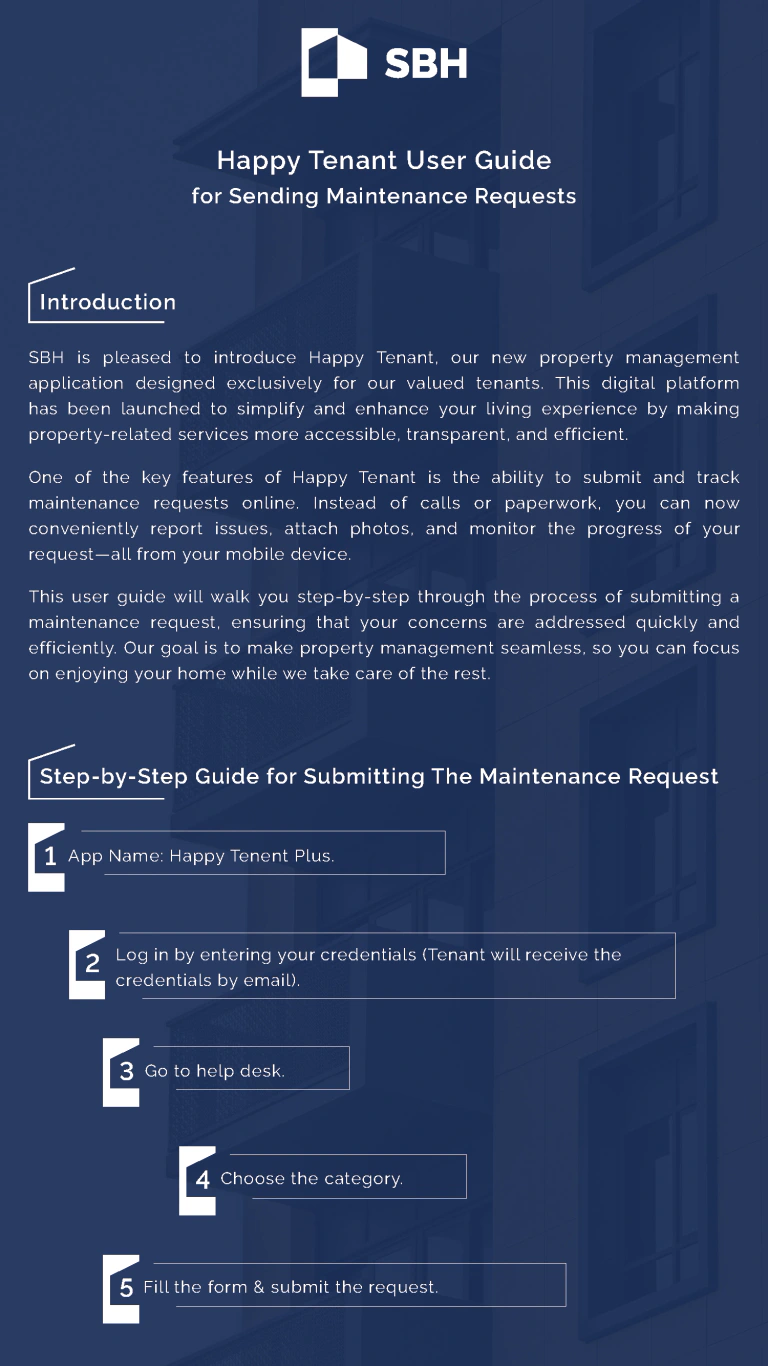 SBH
Happy Tenant User Guide
for Sending Maintenance Requests
Introduction
SBH is pleased to introduce Happy Tenant, our new property management
application designed exclusively for our valued tenants. This digital platform
has been launched to simplify and enhance your living experience by making
property-related services more accessible, transparent, and efficient.
One of the key features of Happy Tenant is the ability to submit and track
maintenance requests online. Instead of calls or paperwork, you can now
conveniently report issues, attach photos, and monitor the progress of your
request—all from your mobile device.
This user guide will walk you step-by-step through the process of submitting a
maintenance request, ensuring that your concerns are addressed quickly and
efficiently. Our goal is to make property management seamless, so you can focus
on enjoying your home while we take care of the rest.
Step-by-Step Guide for Submitting The Maintenance Request
1 App Name: Happy Tenent Plus.
2 Log in by entering your credentials (Tenant will receive the
credentials by email).
3 Go to help desk.
4 Choose the category.
5 Fill the form & submit the request.